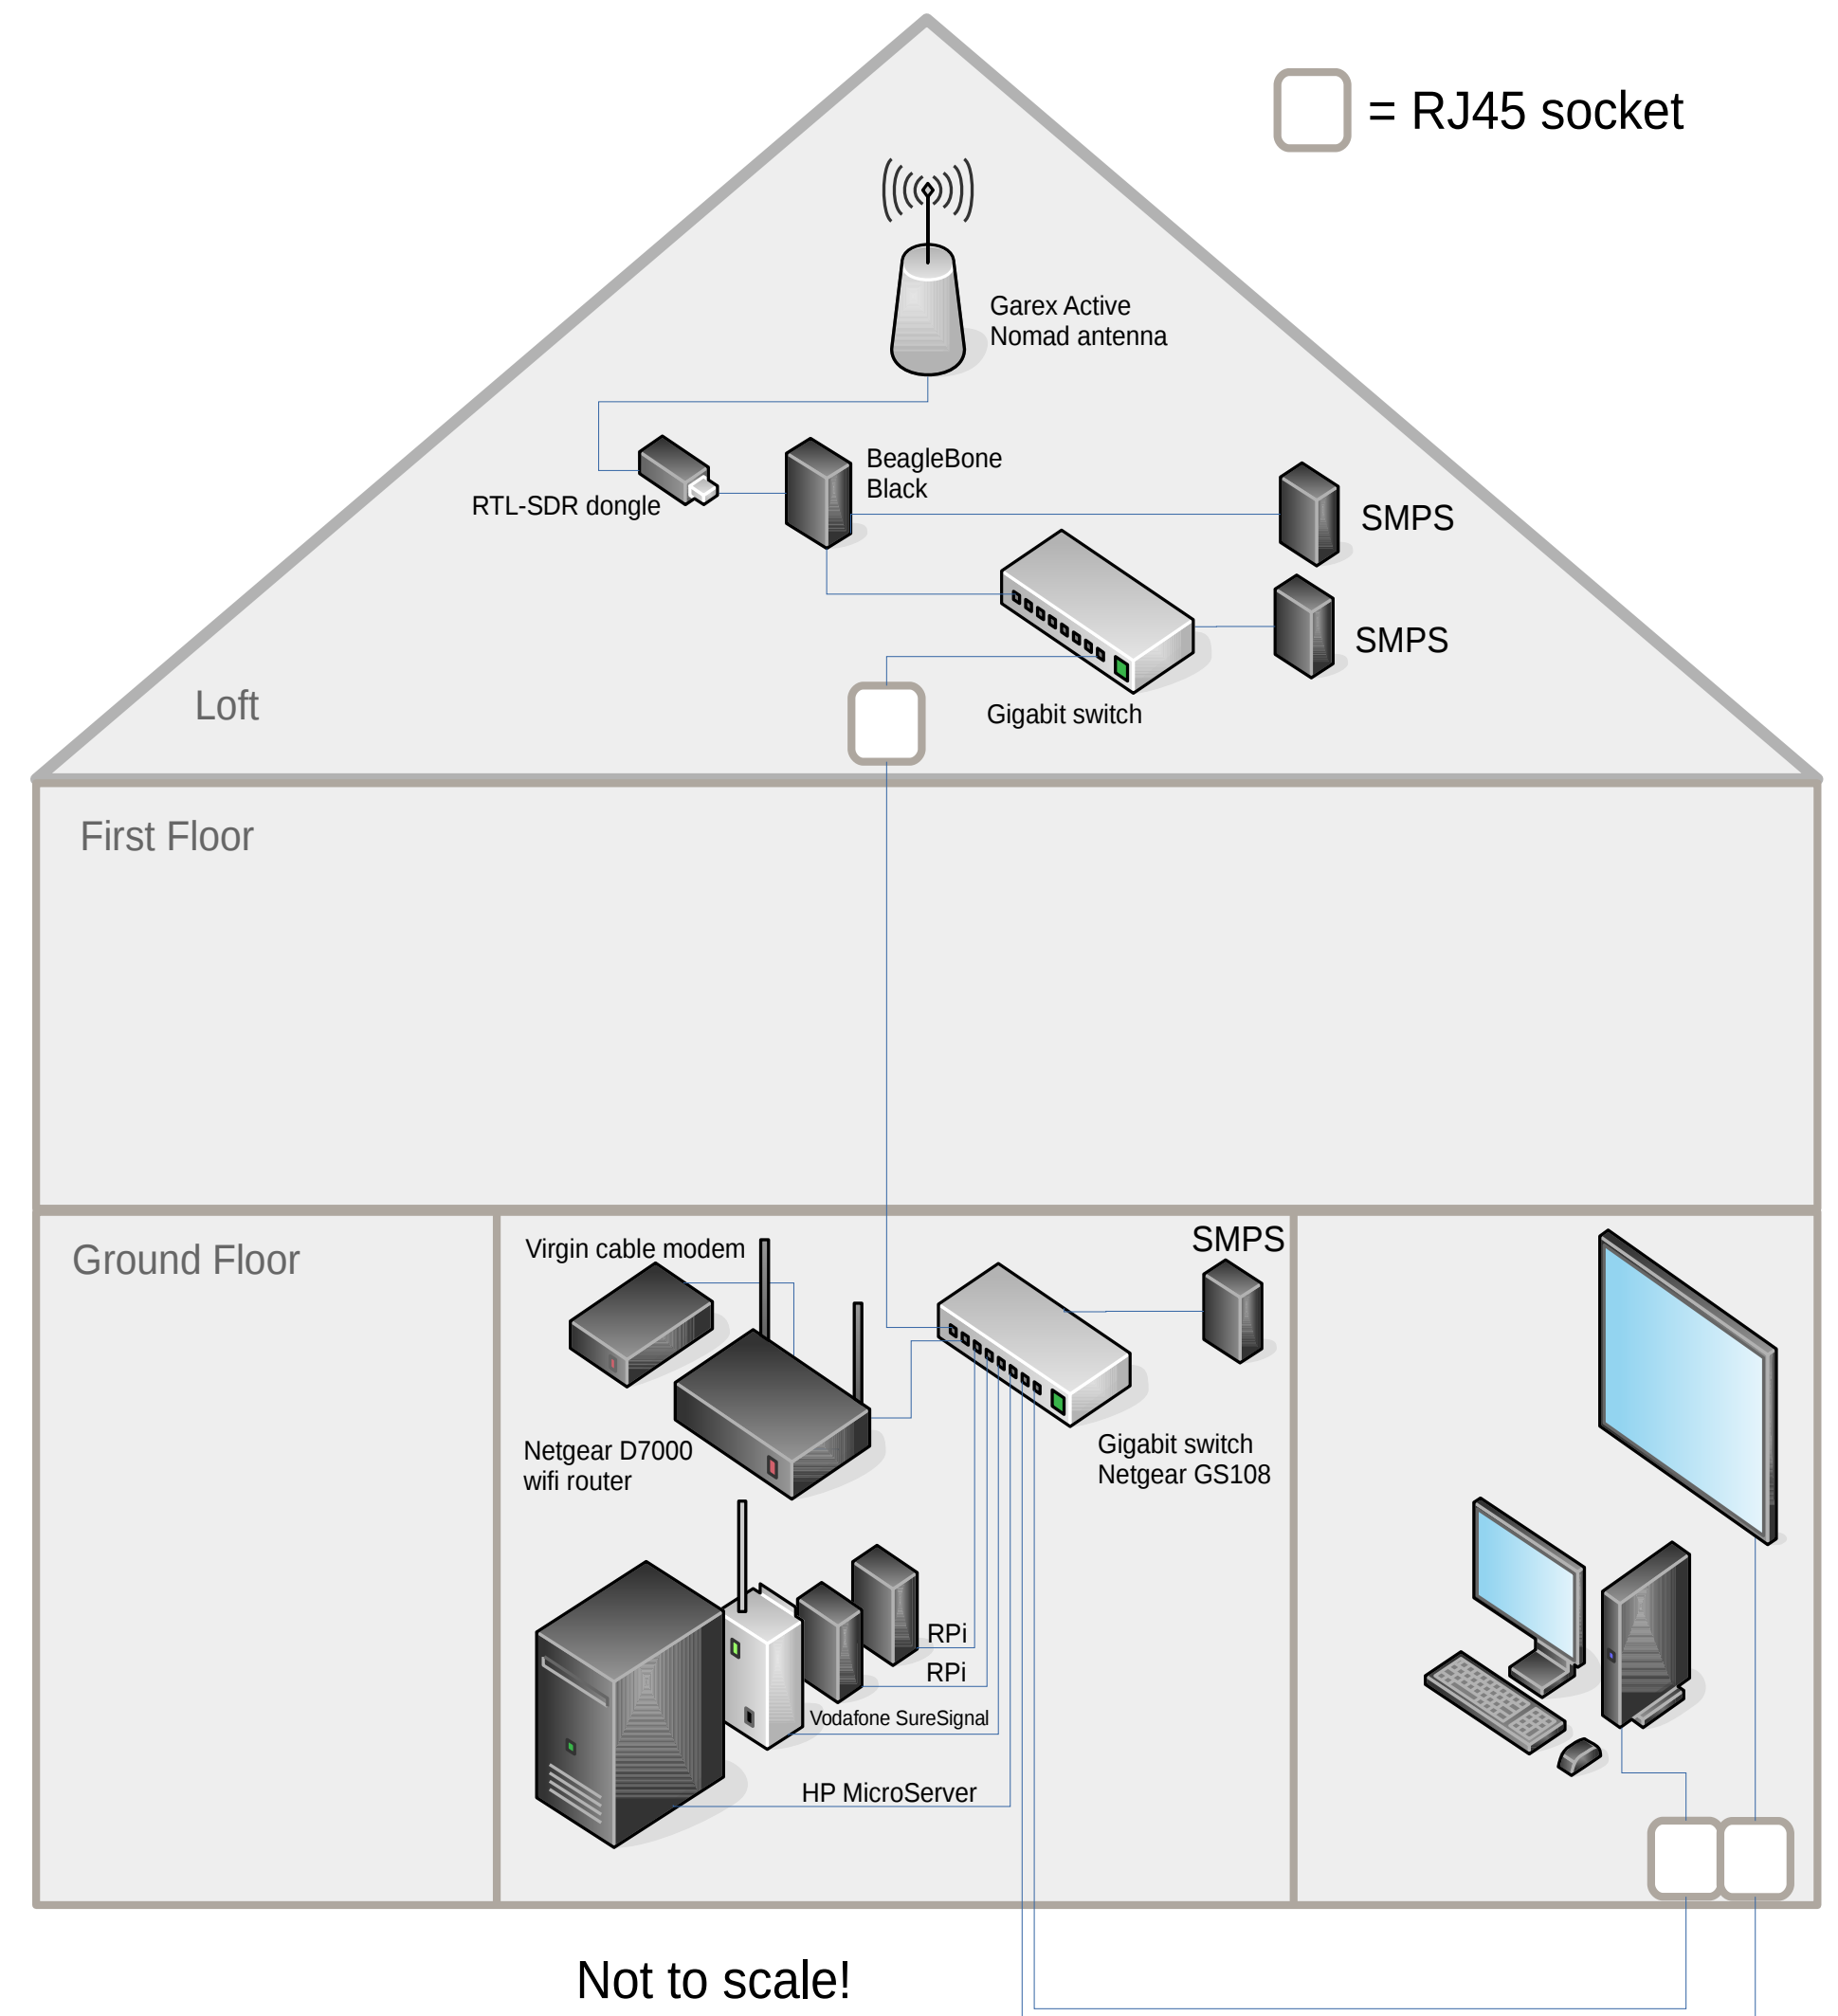 = RJ45 socket
Garex Active
Nomad antenna
BeagleBone
Black
RTL-SDR dongle
SMPS
SMPS
Loft
Gigabit switch
First Floor
Ground Floor
Virgin cable modem
SMPS
Netgear D7000
wifi router
Gigabit switch
Netgear GS108
RPi
RPi
Vodafone SureSignal
HP MicroServer
Not to scale!